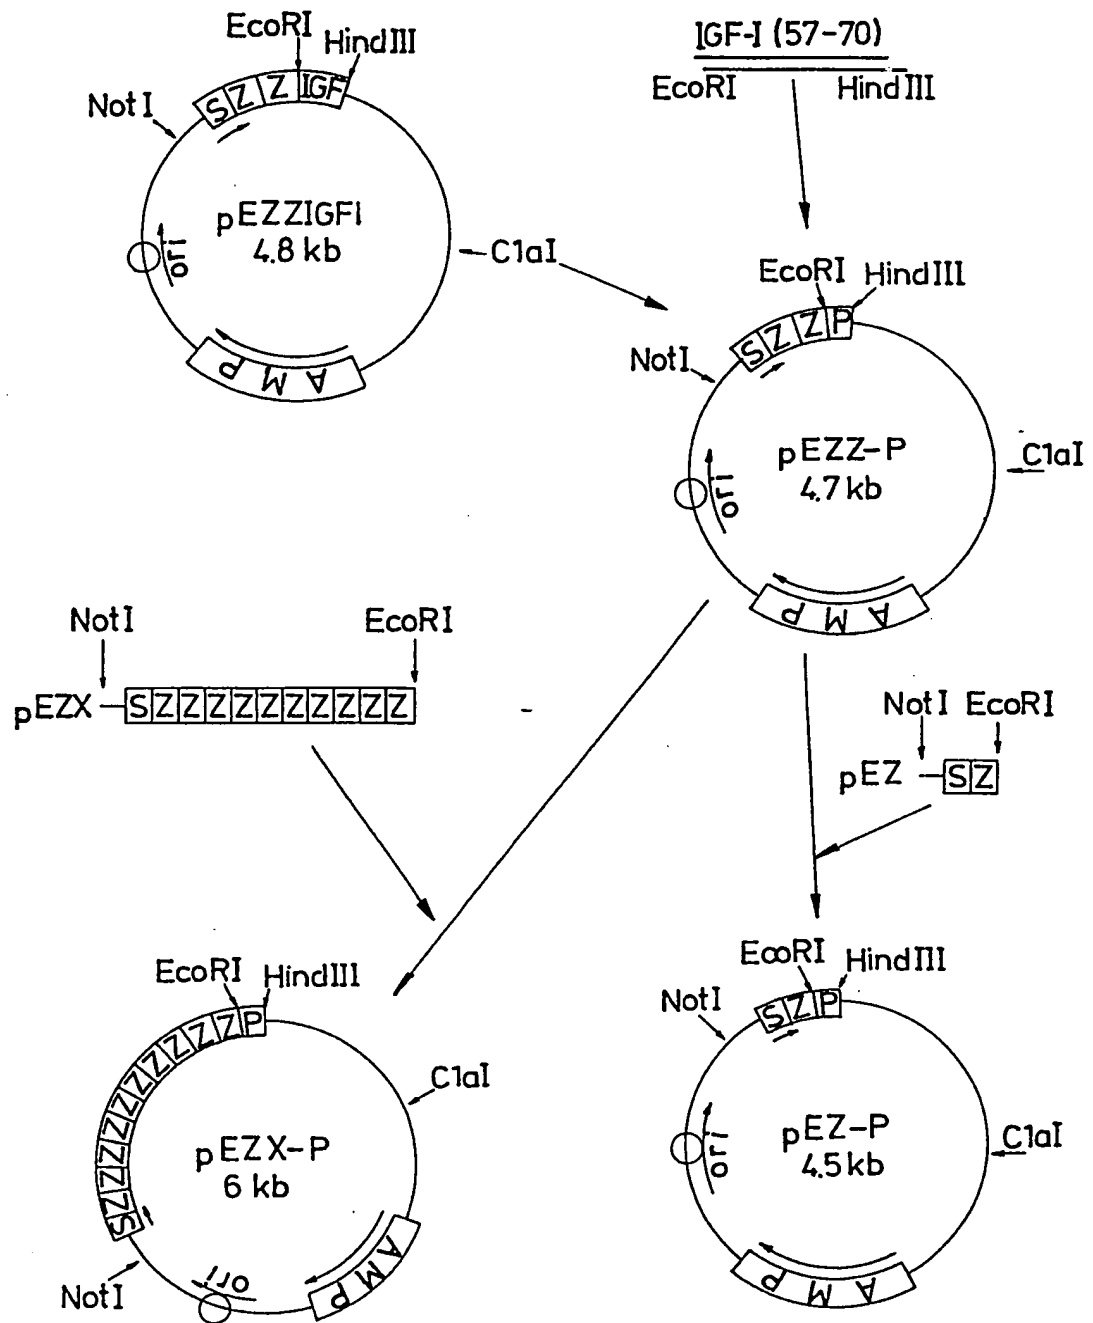 EcoRI
HindIII
NotI
S Z Z IGF
pEZZIGFI
4.8 kb
ori
AMP
ClaI
IGF-I (57-70)
EcoRI HindIII
EcoRI HindIII
NotI
S Z Z P
pEZZ-P
4.7 kb
ori
AMP
ClaI
NotI EcoRI
pEZX S Z Z Z Z Z Z Z Z Z Z
NotI EcoRI
pEZ S Z
EcoRI HindIII
S Z Z Z Z Z Z Z Z Z Z P
ClaI
pEZX-P
6 kb
NotI
ori
AMP
EcoRI HindIII
NotI
S Z P
pEZ-P
4.5 kb
ori
AMP
ClaI